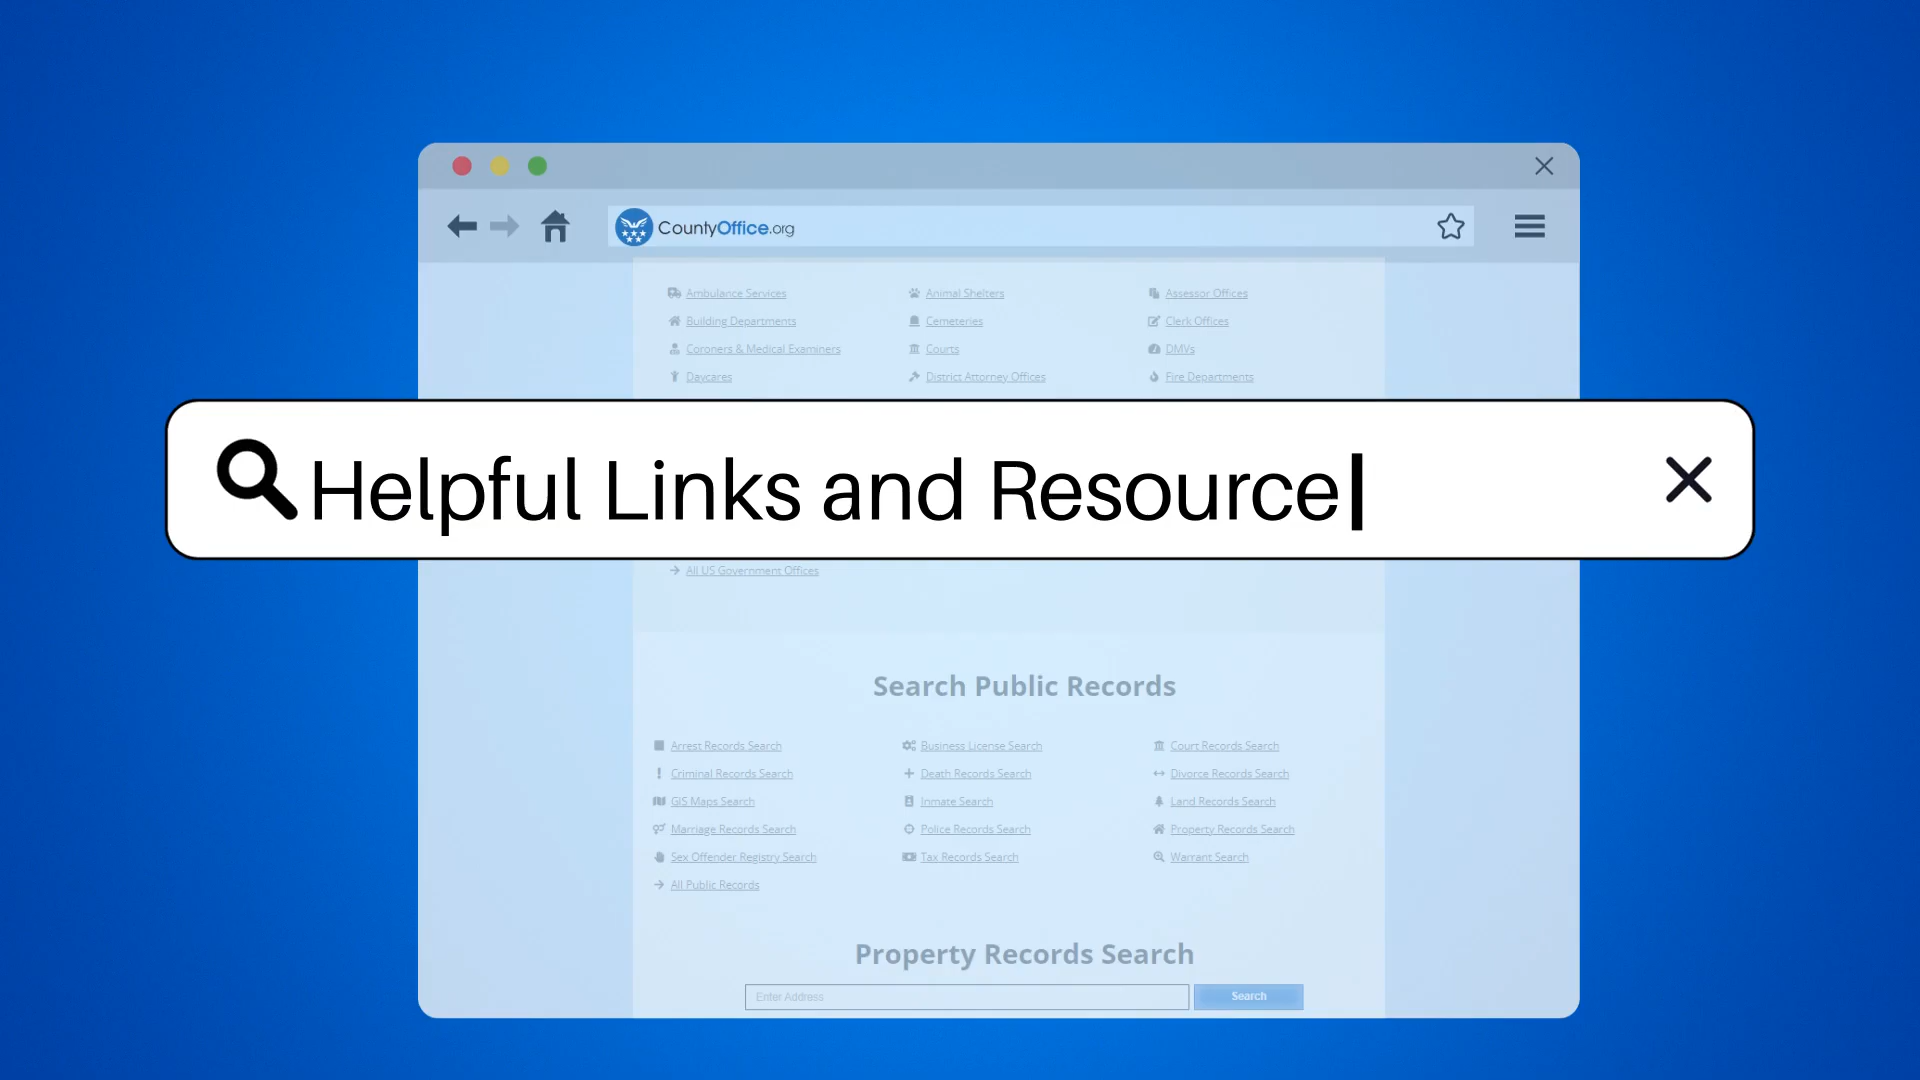 CountyOffice.org
Ambulance Services Animal Shelters Assessor Offices
Building Departments Cemeteries Clerk Offices
Coroners & Medical Examiners Courts DMVs
Daycares District Attorney Offices Fire Departments
Helpful Links and Resource
All US Government Offices
Search Public Records
Arrest Records Search Business License Search Court Records Search
Criminal Records Search Death Records Search Divorce Records Search
GIS Maps Search Inmate Search Land Records Search
Marriage Records Search Police Records Search Property Records Search
Sex Offender Registry Search Tax Records Search Warrant Search
All Public Records
Property Records Search
Enter Address Search